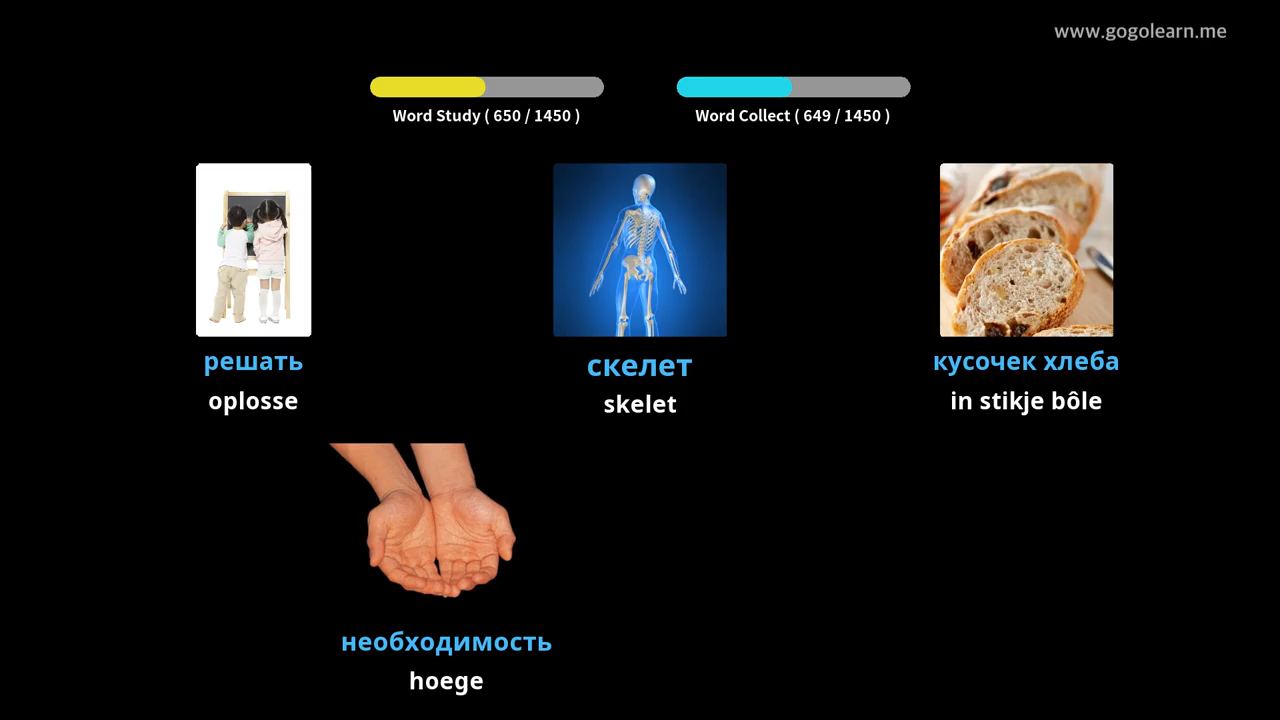 www.gogolearn.me
Word Study ( 650 / 1450 )
Word Collect ( 649 / 1450 )
решать
oplosse
скелет
skelet
кусочек хлеба
in stikje bôle
необходимость
hoege